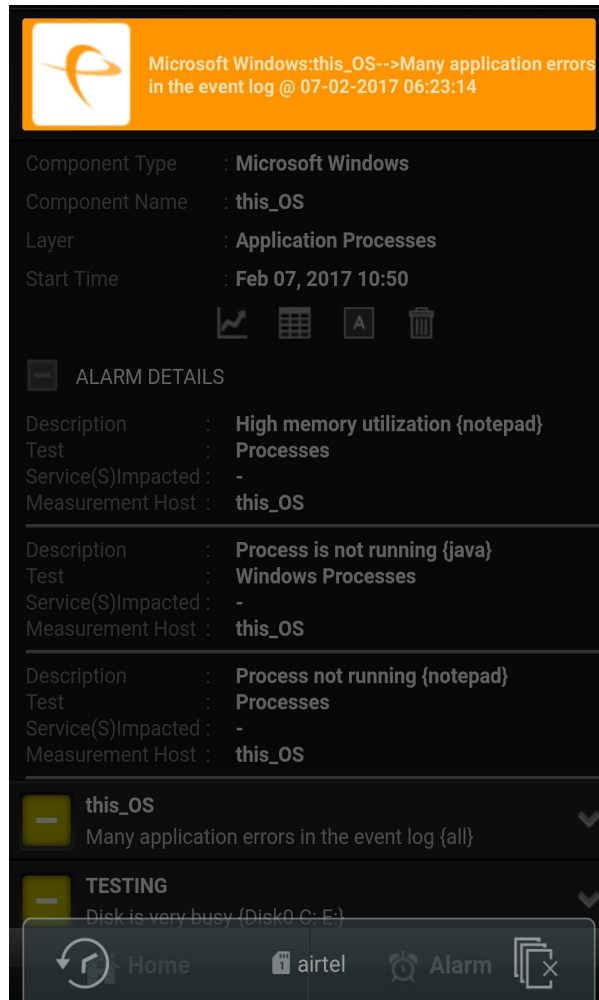 Microsoft Windows:this_OS-->Many application errors
in the event log @ 07-02-2017 06:23:14
Component Type : Microsoft Windows
Component Name : this_OS
Layer : Application Processes
Start Time : Feb 07, 2017 10:50
A
ALARM DETAILS
Description : High memory utilization {notepad}
Test : Processes
Service(S)Impacted : -
Measurement Host : this_OS
Description : Process is not running {java}
Test : Windows Processes
Service(S)Impacted : -
Measurement Host : this_OS
Description : Process not running {notepad}
Test : Processes
Service(S)Impacted : -
Measurement Host : this_OS
this_OS
Many application errors in the event log {all}
TESTING
Disk is very busy {Disk0 C: E:}
Home airtel Alarm